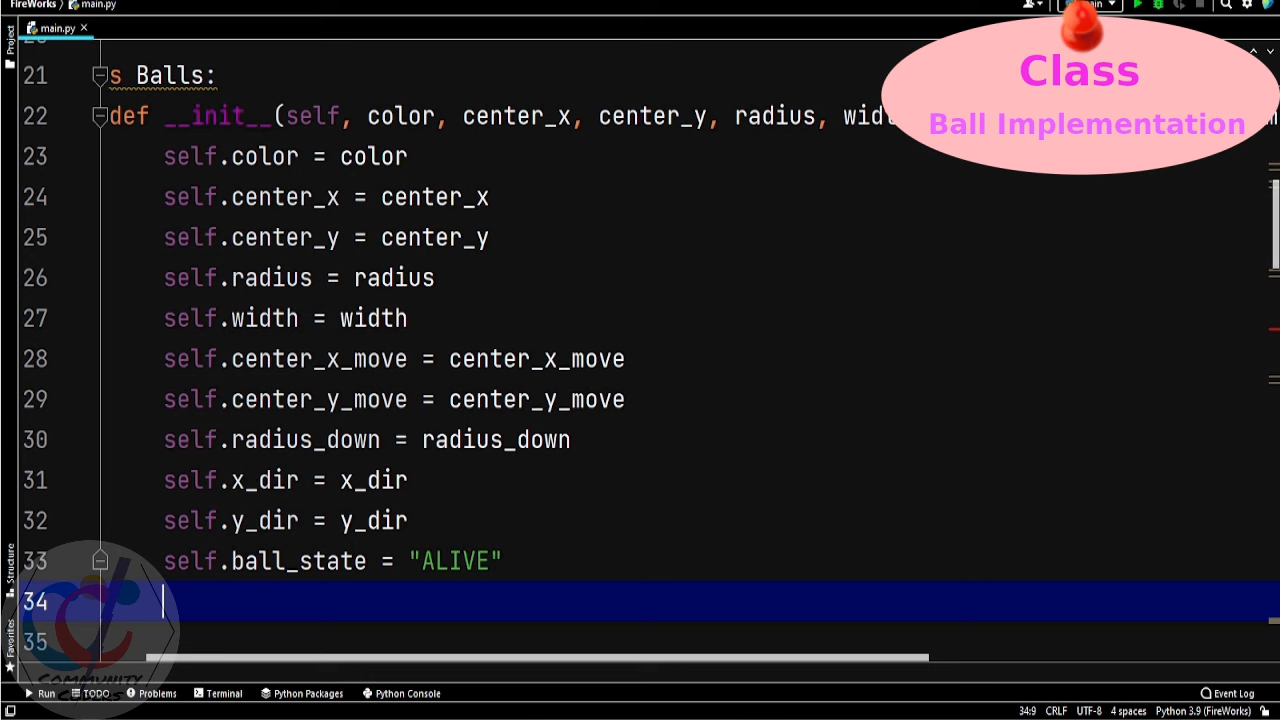 FireWorks 〉 main.py
main.py ×
Project
Class
Ball Implementation
21 s Balls:
22 def __init__(self, color, center_x, center_y, radius,
23 self.color = color
24 self.center_x = center_x
25 self.center_y = center_y
26 self.radius = radius
27 self.width = width
28 self.center_x_move = center_x_move
29 self.center_y_move = center_y_move
30 self.radius_down = radius_down
31 self.x_dir = x_dir
32 self.y_dir = y_dir
33 self.ball_state = "ALIVE"
34
35
Structure
Favorites
COMMUNITY
Run TODO Problems Terminal Python Packages Python Console Event Log
34:9 CRLF UTF-8 4 spaces Python 3.9 (FireWorks)